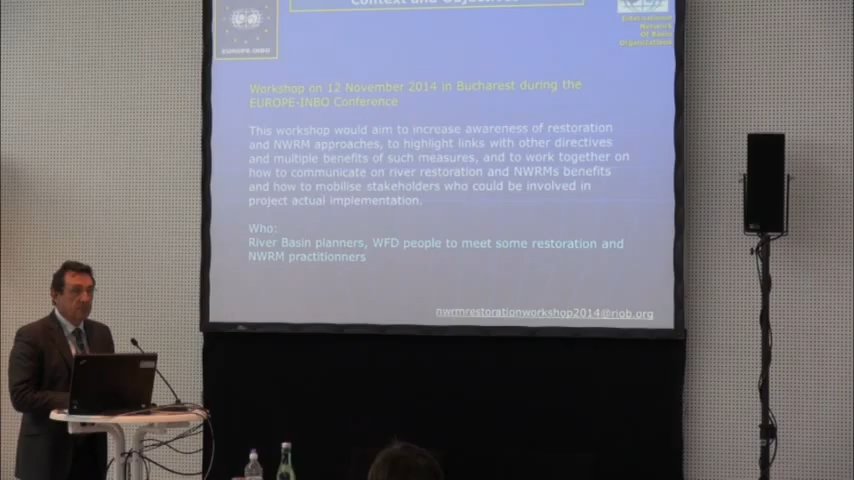 Context and Objectives
EUROPE-INBO
International
Network
Of Basin
Organizations
Workshop on 12 November 2014 in Bucharest during the
EUROPE-INBO Conference
This workshop would aim to increase awareness of restoration
and NWRM approaches, to highlight links with other directives
and multiple benefits of such measures, and to work together on
how to communicate on river restoration and NWRMs benefits
and how to mobilise stakeholders who could be involved in
project actual implementation.
Who:
River Basin planners, WFD people to meet some restoration and
NWRM practitionners
nwrmrestorationworkshop2014@riob.org